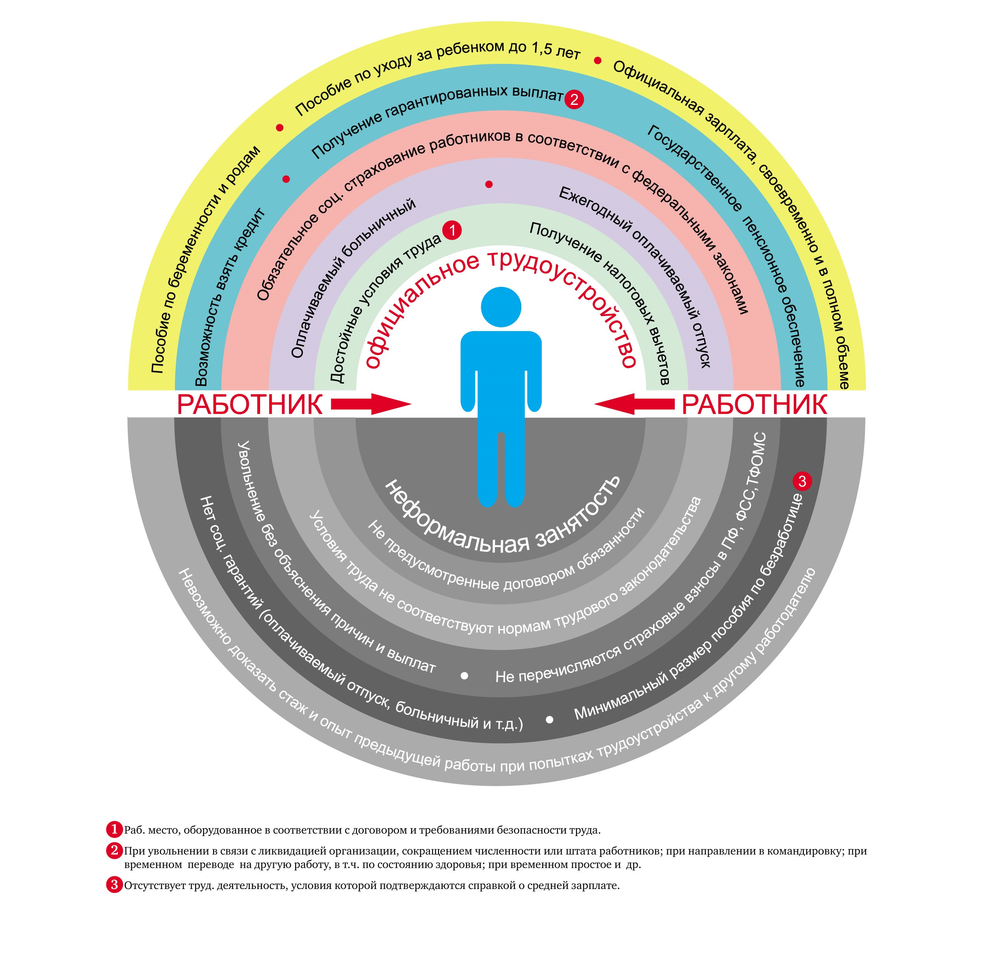 Пособие по беременности и родам • Пособие по уходу за ребенком до 1,5 лет • Официальная зарплата, своевременно и в полном объеме
Возможность взять кредит • Получение гарантированных выплат 2 Государственное пенсионное обеспечение
Обязательное соц. страхование работников в соответствии с федеральными законами
Оплачиваемый больничный • Ежегодный оплачиваемый отпуск
Достойные условия труда 1 Получение налоговых вычетов
официальное трудоустройство
РАБОТНИК РАБОТНИК
неформальная занятость
Не предусмотренные договором обязанности
Условия труда не соответствуют нормам трудового законодательства
Увольнение без объяснения причин и выплат • Не перечисляются страховые взносы в ПФ, ФСС,ТФОМС
Нет соц. гарантий (оплачиваемый отпуск, больничный и т.д.) • Минимальный размер пособия по безработице 3
Невозможно доказать стаж и опыт предыдущей работы при попытках трудоустройства к другому работодателю
1 Раб. место, оборудованное в соответствии с договором и требованиями безопасности труда.
2 При увольнении в связи с ликвидацией организации, сокращением численности или штата работников; при направлении в командировку; при
временном переводе на другую работу, в т.ч. по состоянию здоровья; при временном простое и др.
3 Отсутствует труд. деятельность, условия которой подтверждаются справкой о средней зарплате.